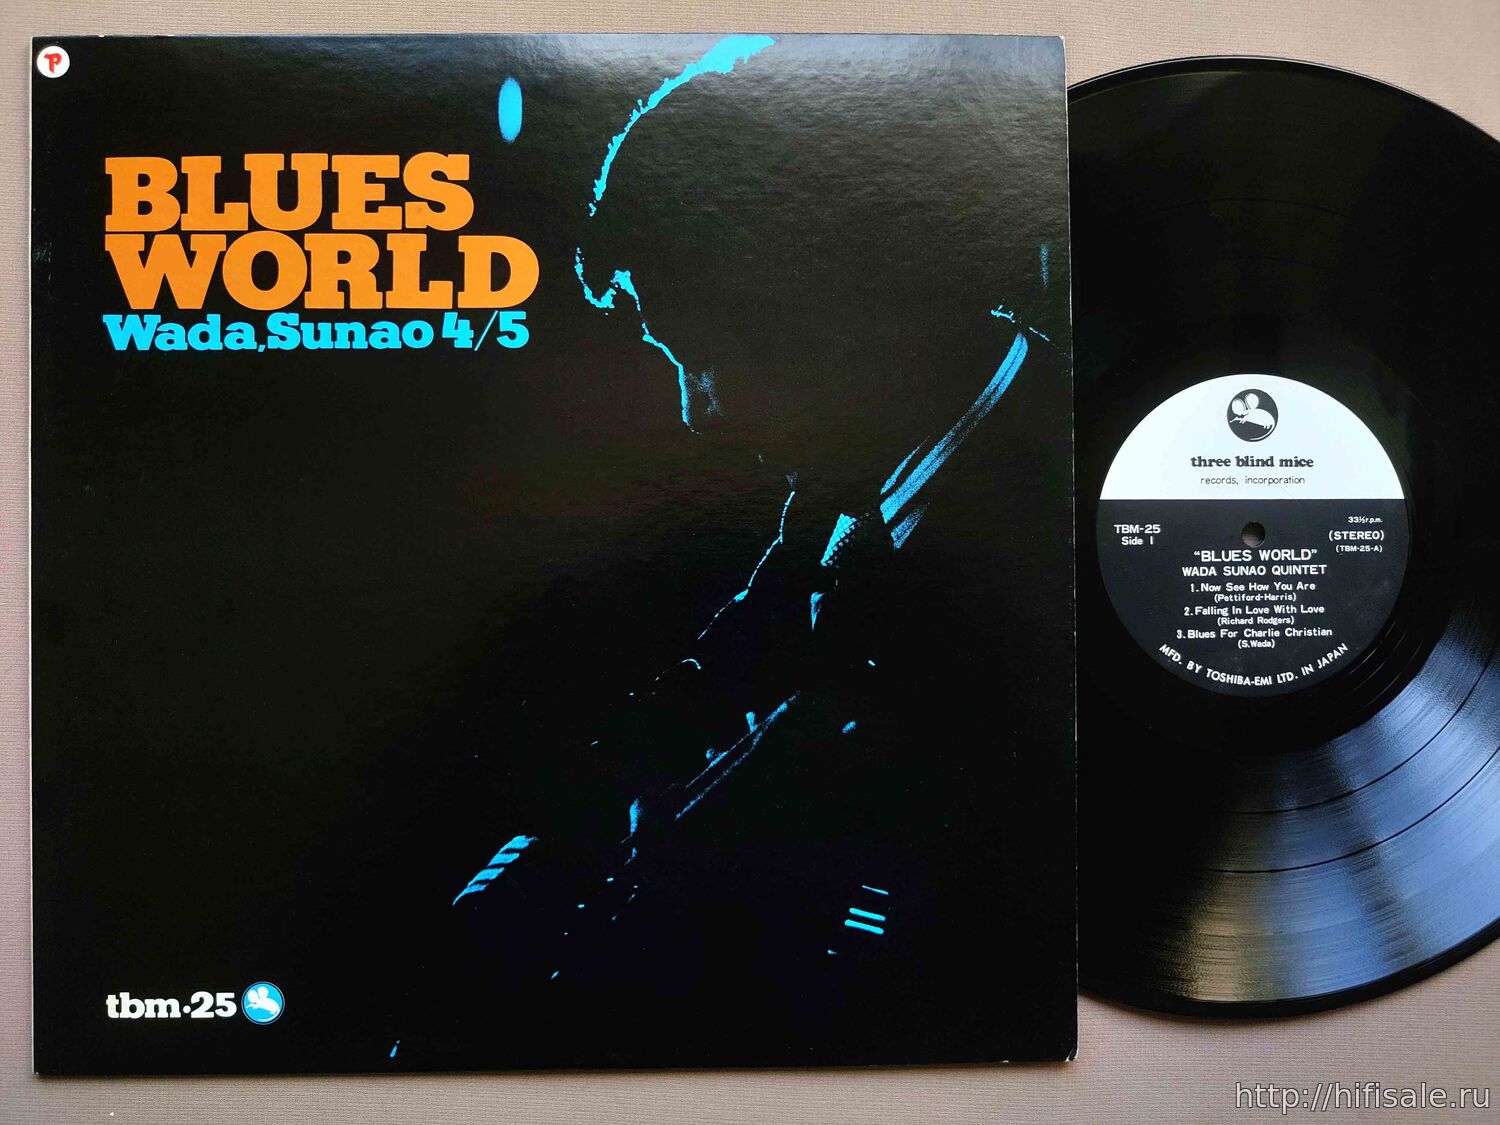 P
BLUES
WORLD
Wada, Sunao 4/5
tbm·25
three blind mice
records, incorporation
TBM-25
Side 1
33⅓r.p.m.
(STEREO)
(TBM-25-A)
"BLUES WORLD"
WADA SUNAO QUINTET
1. Now See How You Are
(Pettiford-Harris)
2. Falling In Love With Love
(Richard Rodgers)
3. Blues For Charlie Christian
(S. Wada)
MFD. BY TOSHIBA-EMI LTD. IN JAPAN
http://hifisale.ru